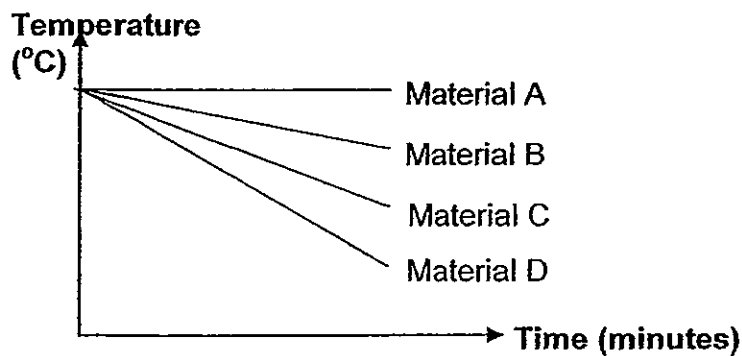 Temperature
(°C)
Material A
Material B
Material C
Material D
Time (minutes)